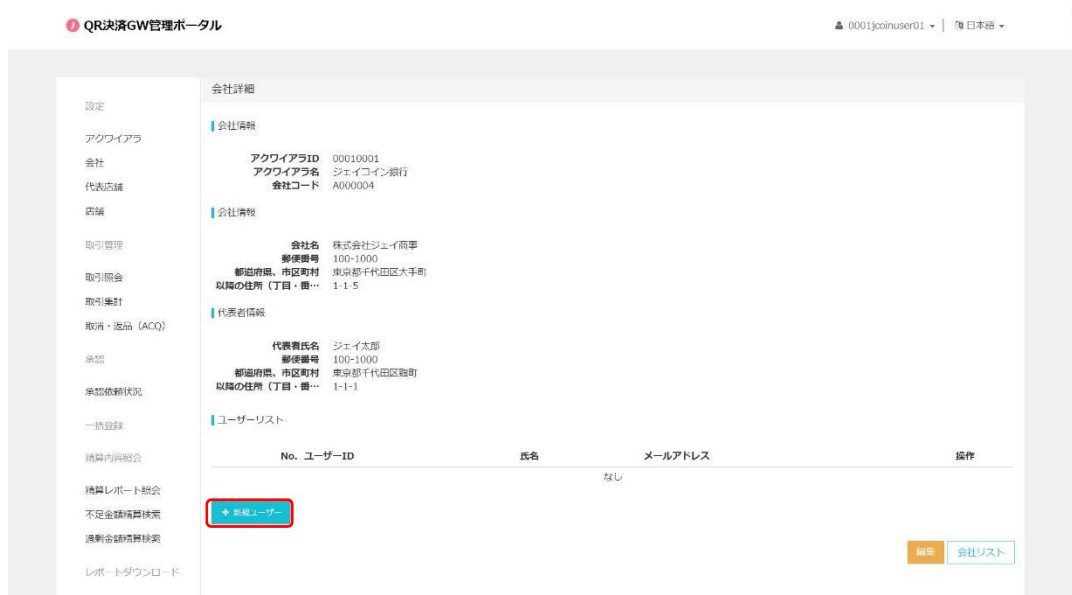 QR決済GW管理ポータル
0001jcoinuser01
日本語
会社詳細
設定
アクワイアラ
会社
代表店舗
店舗
取引管理
取引照会
取引集計
取消・返品（ACQ）
承認
承認依頼状況
一括登録
精算内容照会
精算レポート照会
不足金額精算検索
過剰金額精算検索
レポートダウンロード
会社情報
アクワイアラID 00010001
アクワイアラ名 ジェイコイン銀行
会社コード A000004
会社情報
会社名 株式会社ジェイ商事
郵便番号 100-1000
都道府県、市区町村 東京都千代田区大手町
以降の住所（丁目・番… 1-1-5
代表者情報
代表者氏名 ジェイ太郎
郵便番号 100-1000
都道府県、市区町村 東京都千代田区麹町
以降の住所（丁目・番… 1-1-1
ユーザーリスト
No. ユーザーID 氏名 メールアドレス 操作
なし
+ 新規ユーザー
編集 会社リスト